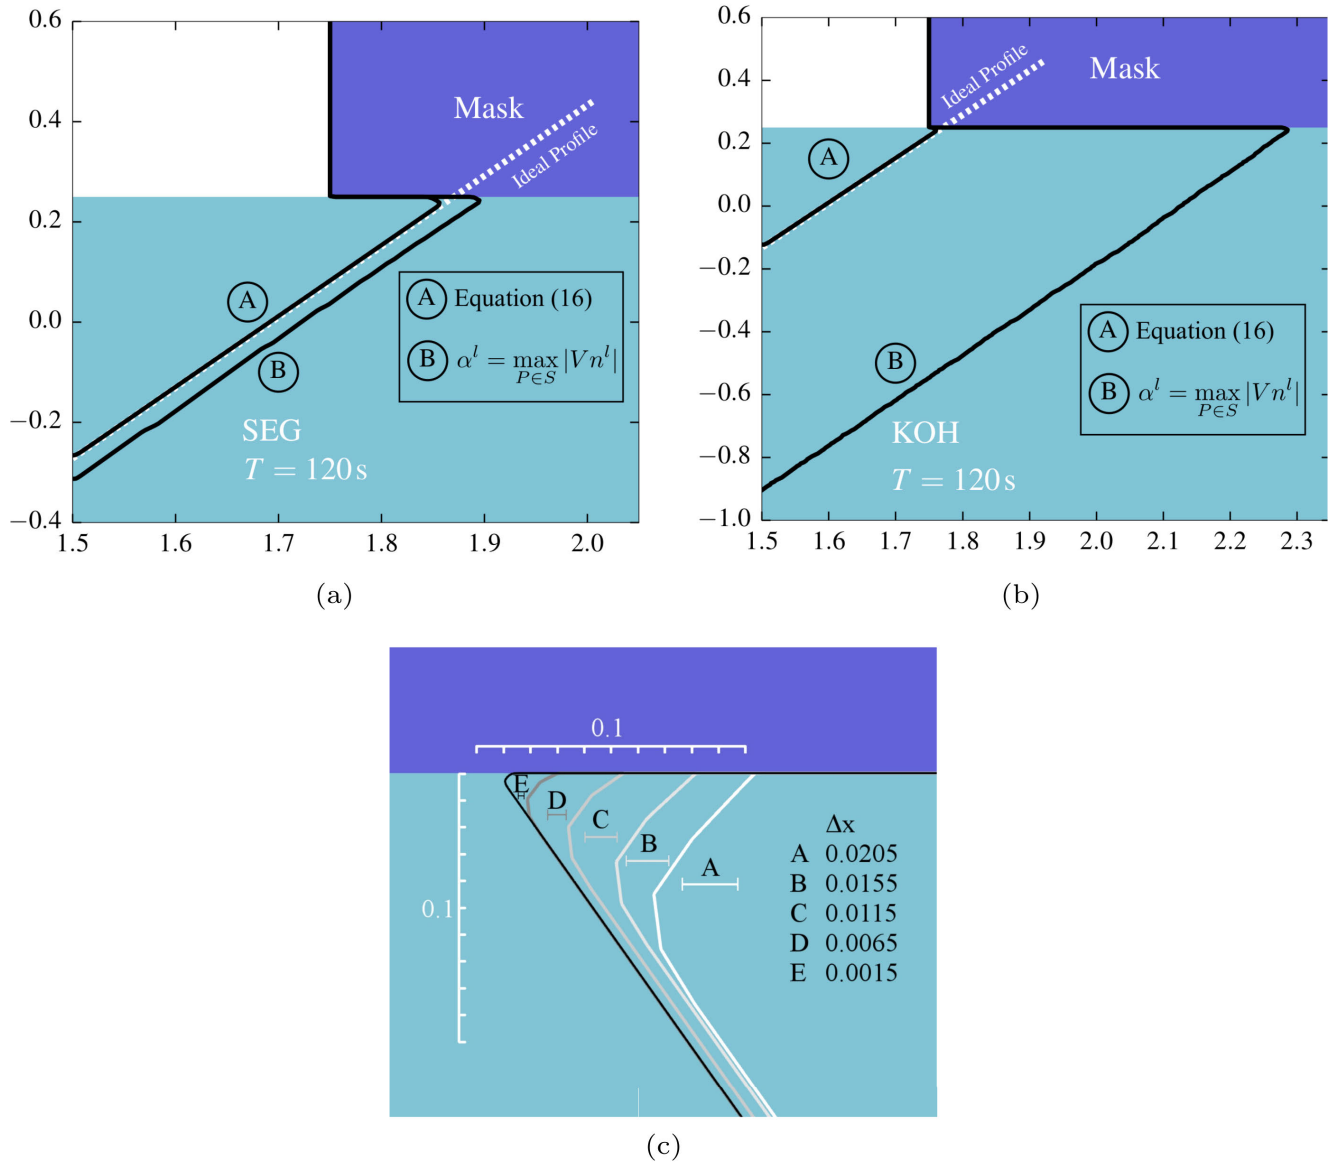 0.6
0.4
0.2
0.0
−0.2
−0.4
1.5 1.6 1.7 1.8 1.9 2.0
Mask
Ideal Profile
A
B
A Equation (16)
B α^l = max_{P∈S} |Vn^l|
SEG
T = 120 s
(a)
0.6
0.4
0.2
0.0
−0.2
−0.4
−0.6
−0.8
−1.0
1.5 1.6 1.7 1.8 1.9 2.0 2.1 2.2 2.3
Ideal Profile
Mask
A
B
A Equation (16)
B α^l = max_{P∈S} |Vn^l|
KOH
T = 120 s
(b)
0.1
0.1
E
D
C
B
A
Δx
A 0.0205
B 0.0155
C 0.0115
D 0.0065
E 0.0015
(c)